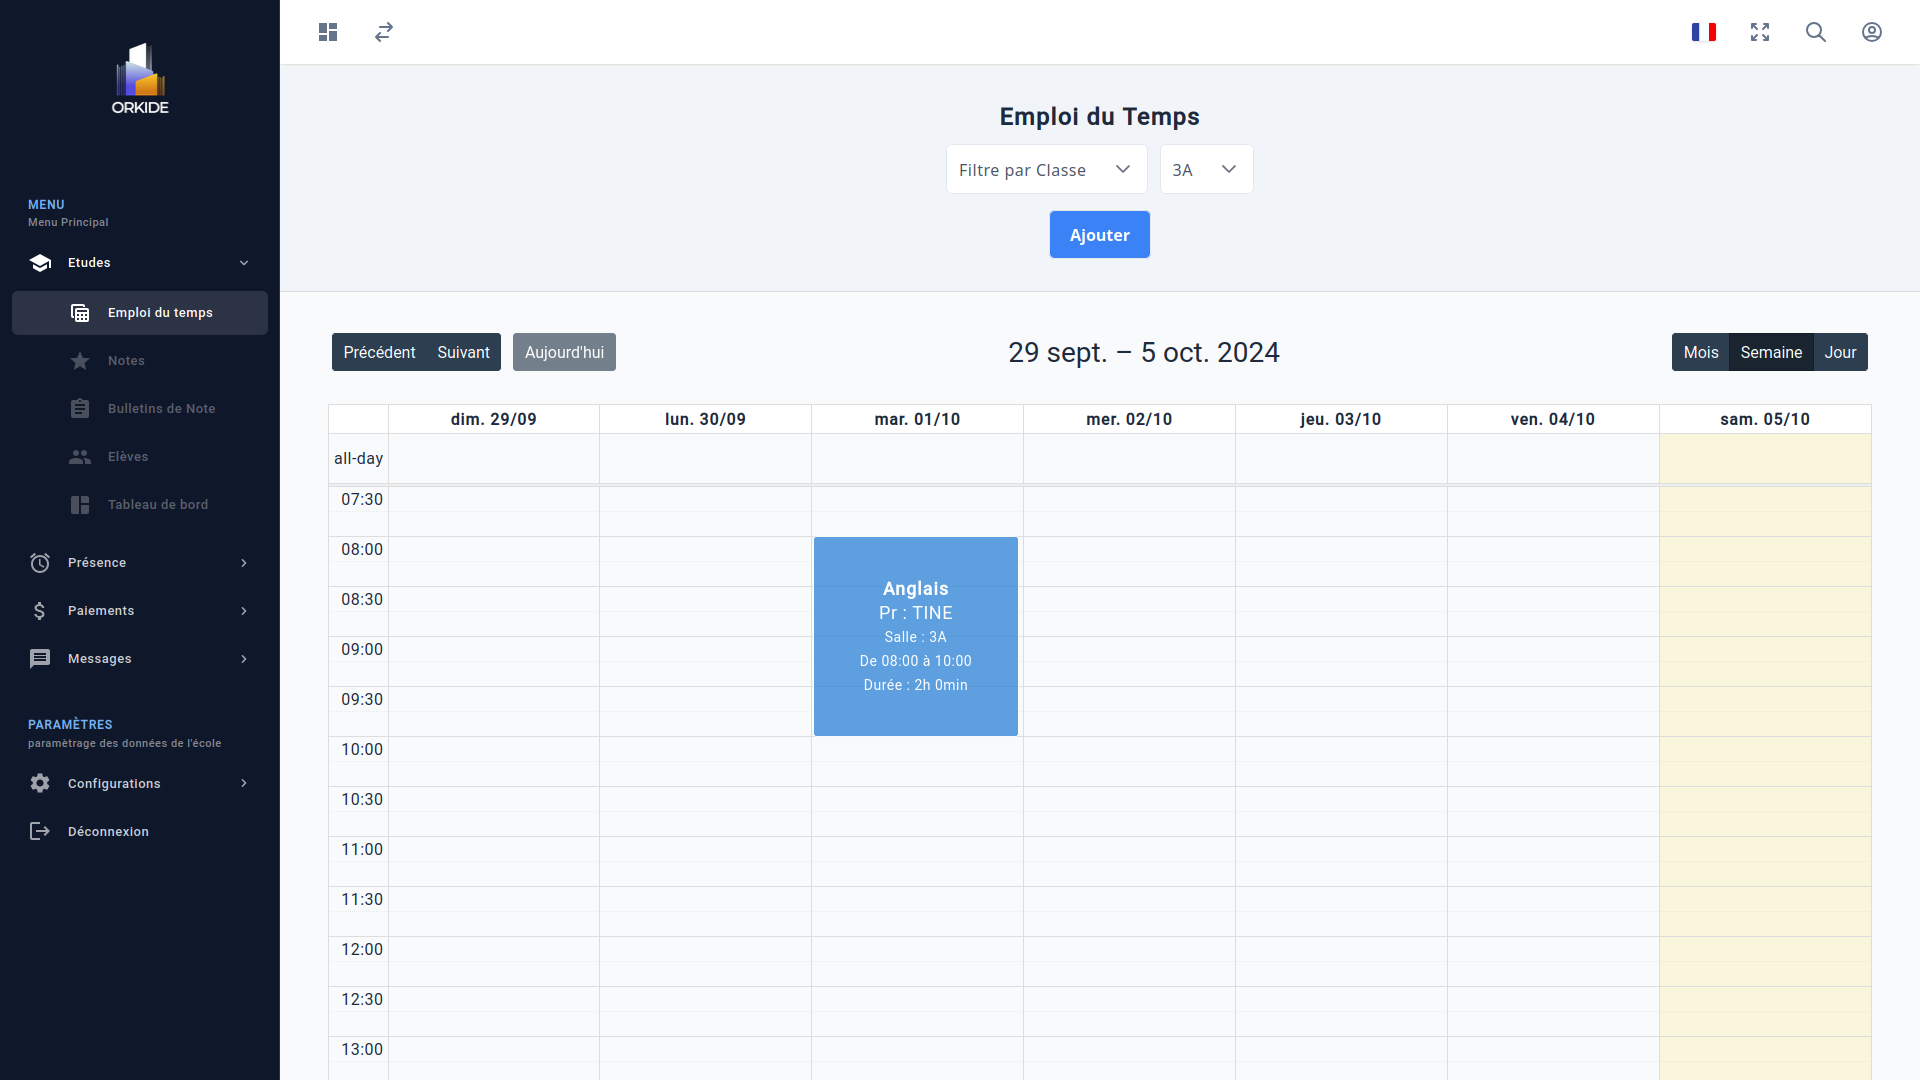 ORKIDE
MENU
Menu Principal
Etudes
Emploi du temps
Notes
Bulletins de Note
Elèves
Tableau de bord
Présence
Paiements
Messages
PARAMÈTRES
paramètrage des données de l'école
Configurations
Déconnexion
Emploi du Temps
Filtre par Classe
3A
Ajouter
Précédent Suivant Aujourd'hui
29 sept. – 5 oct. 2024
Mois Semaine Jour
dim. 29/09 lun. 30/09 mar. 01/10 mer. 02/10 jeu. 03/10 ven. 04/10 sam. 05/10
all-day
07:30
08:00
08:30
09:00
09:30
10:00
10:30
11:00
11:30
12:00
12:30
13:00
Anglais
Pr : TINE
Salle : 3A
De 08:00 à 10:00
Durée : 2h 0min